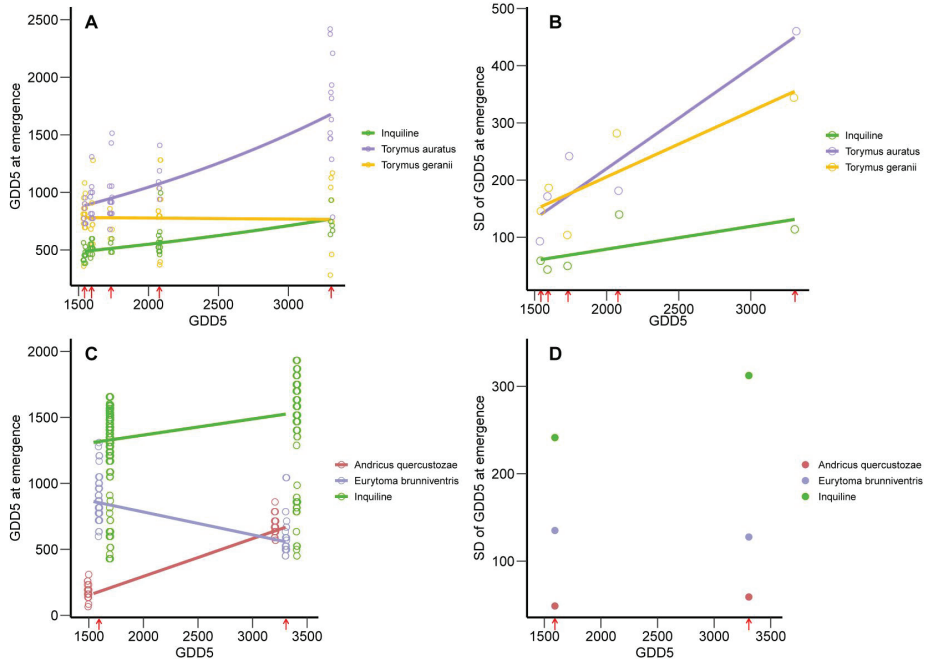 A
GDD5 at emergence
2500
2000
1500
1000
500
1500
2000
2500
3000
GDD5
Inquiline
Torymus auratus
Torymus geranii
B
SD of GDD5 at emergence
500
400
300
200
100
1500
2000
2500
3000
GDD5
Inquiline
Torymus auratus
Torymus geranii
C
GDD5 at emergence
2000
1500
1000
500
0
1500
2000
2500
3000
3500
GDD5
Andricus quercustozae
Eurytoma brunniventris
Inquiline
D
SD of GDD5 at emergence
300
200
100
1500
2000
2500
3000
3500
GDD5
Andricus quercustozae
Eurytoma brunniventris
Inquiline